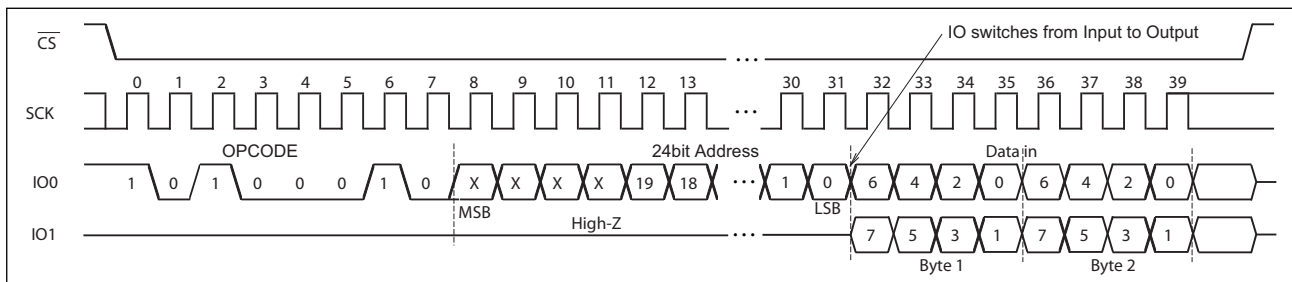 CS IO switches from Input to Output
0 1 2 3 4 5 6 7 8 9 10 11 12 13 ... 30 31 32 33 34 35 36 37 38 39
SCK
OPCODE 24bit Address Data in
IO0 1 0 1 0 0 0 1 0 X X X X 19 18 ... 1 0 6 4 2 0 6 4 2 0
MSB LSB
High-Z
IO1 ... 7 5 3 1 7 5 3 1
Byte 1 Byte 2